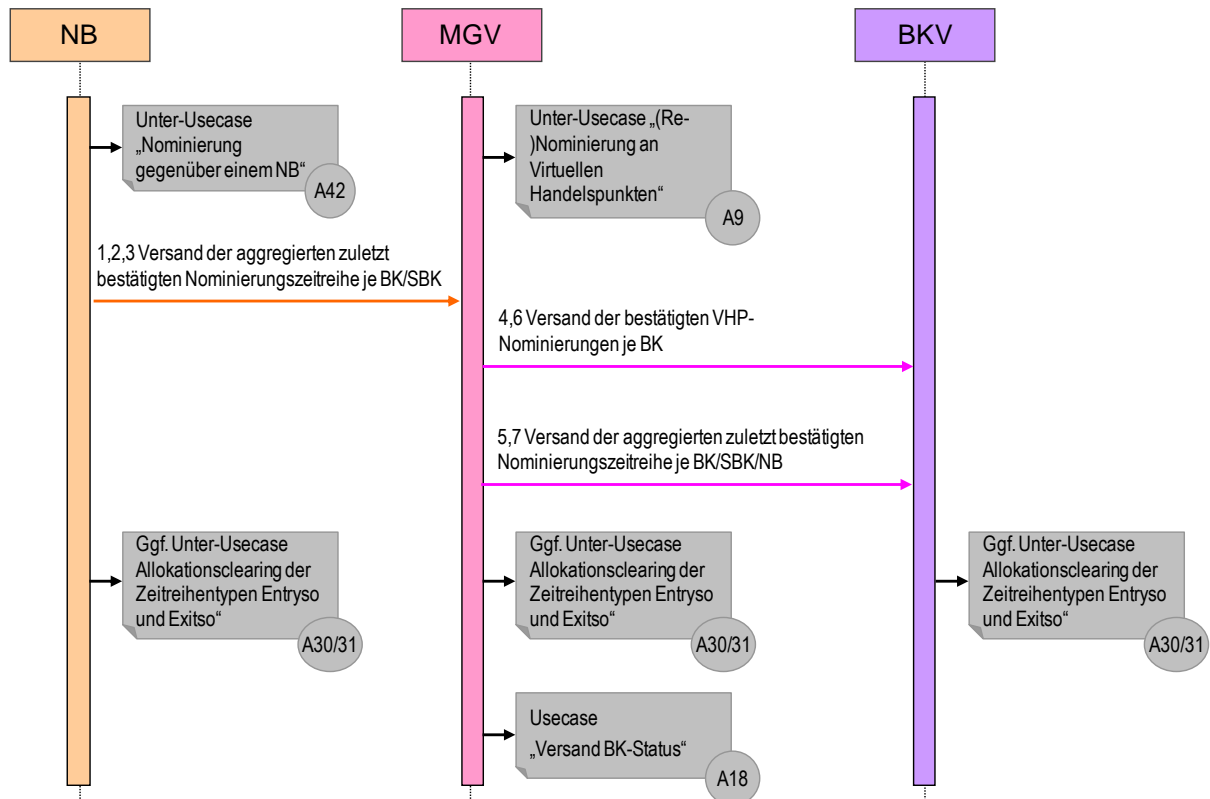 NB
MGV
BKV
Unter-Usecase
„Nominierung
gegenüber einem NB“
A42
Unter-Usecase „(Re-
)Nominierung an
Virtuellen
Handelspunkten“
A9
1,2,3 Versand der aggregierten zuletzt
bestätigten Nominierungszeitreihe je BK/SBK
4,6 Versand der bestätigten VHP-
Nominierungen je BK
5,7 Versand der aggregierten zuletzt bestätigten
Nominierungszeitreihe je BK/SBK/NB
Ggf. Unter-Usecase
Allokationsclearing der
Zeitreihentypen Entryso
und Exitso“
A30/31
Ggf. Unter-Usecase
Allokationsclearing der
Zeitreihentypen Entryso
und Exitso“
A30/31
Ggf. Unter-Usecase
Allokationsclearing der
Zeitreihentypen Entryso
und Exitso“
A30/31
Usecase
„Versand BK-Status“
A18